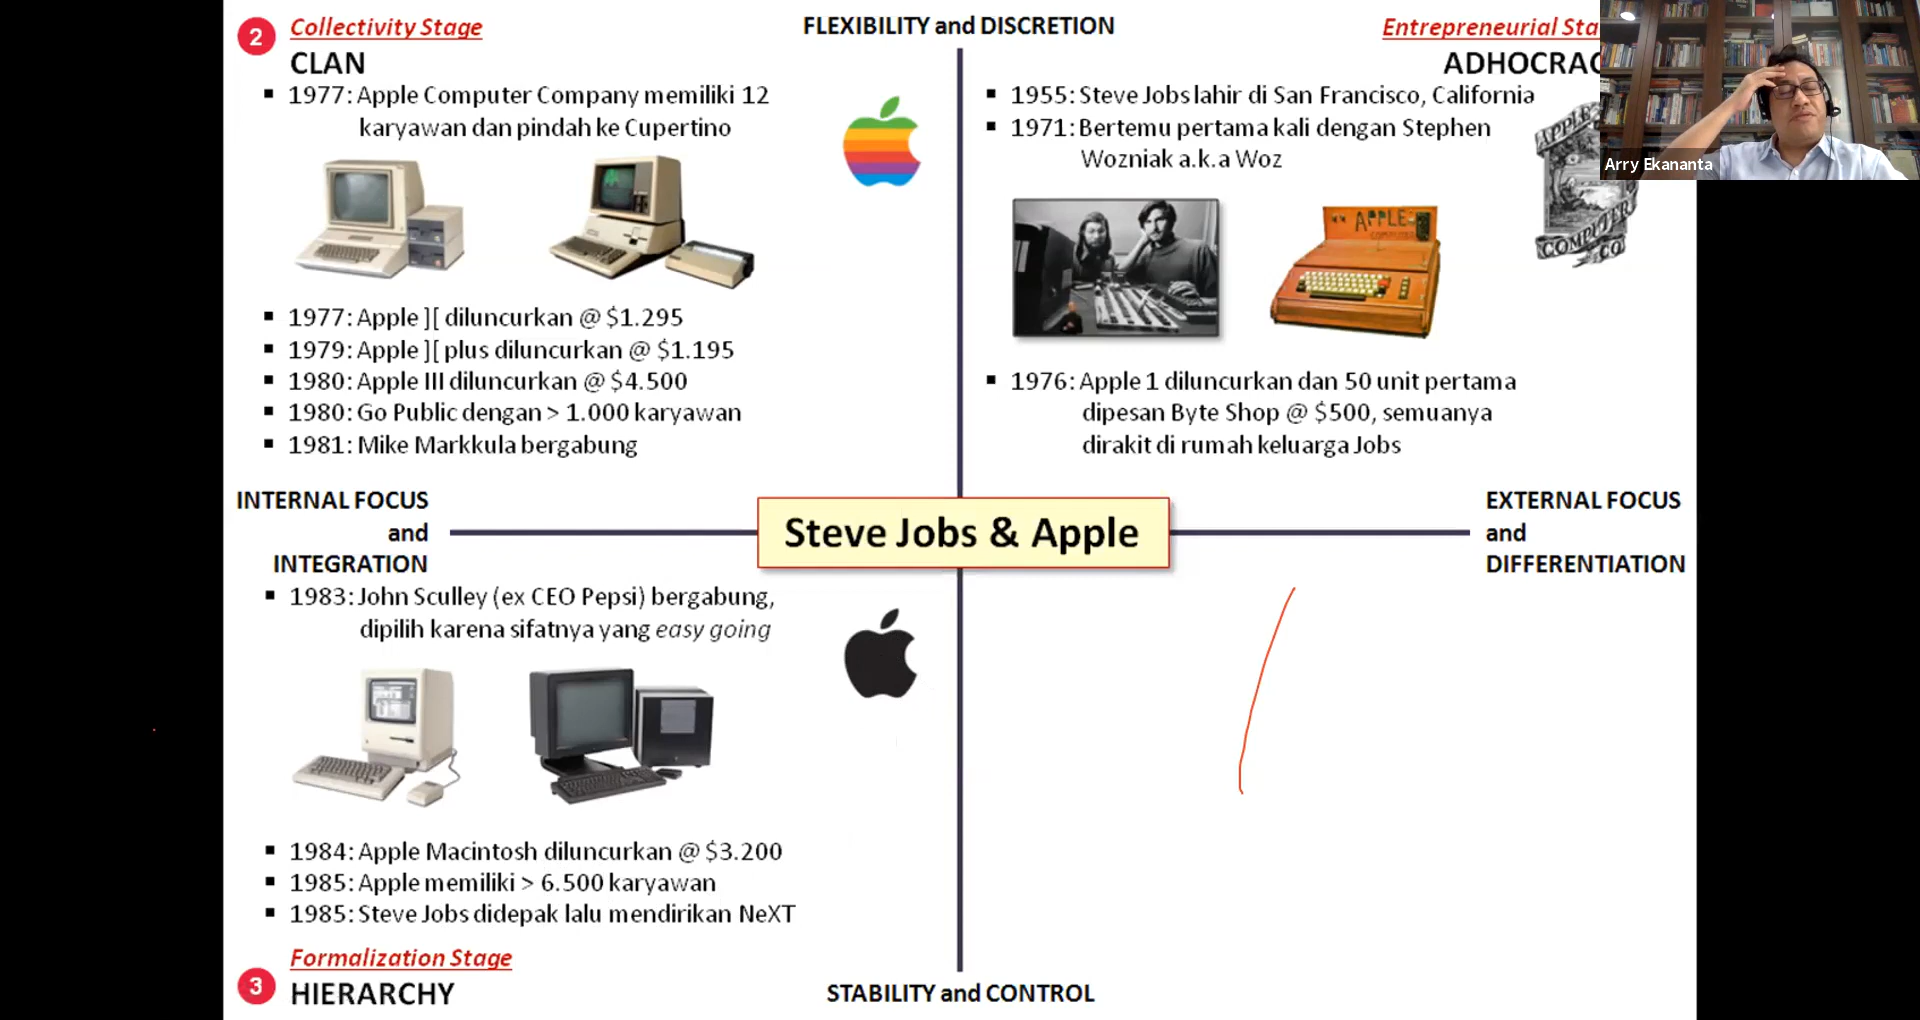 2
Collectivity Stage
CLAN
1977: Apple Computer Company memiliki 12
karyawan dan pindah ke Cupertino
1977: Apple ][ diluncurkan @ $1.295
1979: Apple ][ plus diluncurkan @ $1.195
1980: Apple III diluncurkan @ $4.500
1980: Go Public dengan > 1.000 karyawan
1981: Mike Markkula bergabung
FLEXIBILITY and DISCRETION
Entrepreneurial Sta
ADHOCRAC
1955: Steve Jobs lahir di San Francisco, California
1971: Bertemu pertama kali dengan Stephen
Wozniak a.k.a Woz
APPLE
COMPUTER
APPLE
COMPUTER
CO
1976: Apple 1 diluncurkan dan 50 unit pertama
dipesan Byte Shop @ $500, semuanya
dirakit di rumah keluarga Jobs
Arry Ekananta
INTERNAL FOCUS
and
INTEGRATION
Steve Jobs & Apple
EXTERNAL FOCUS
and
DIFFERENTIATION
1983: John Sculley (ex CEO Pepsi) bergabung,
dipilih karena sifatnya yang easy going
1984: Apple Macintosh diluncurkan @ $3.200
1985: Apple memiliki > 6.500 karyawan
1985: Steve Jobs didepak lalu mendirikan NeXT
Formalization Stage
3
HIERARCHY
STABILITY and CONTROL